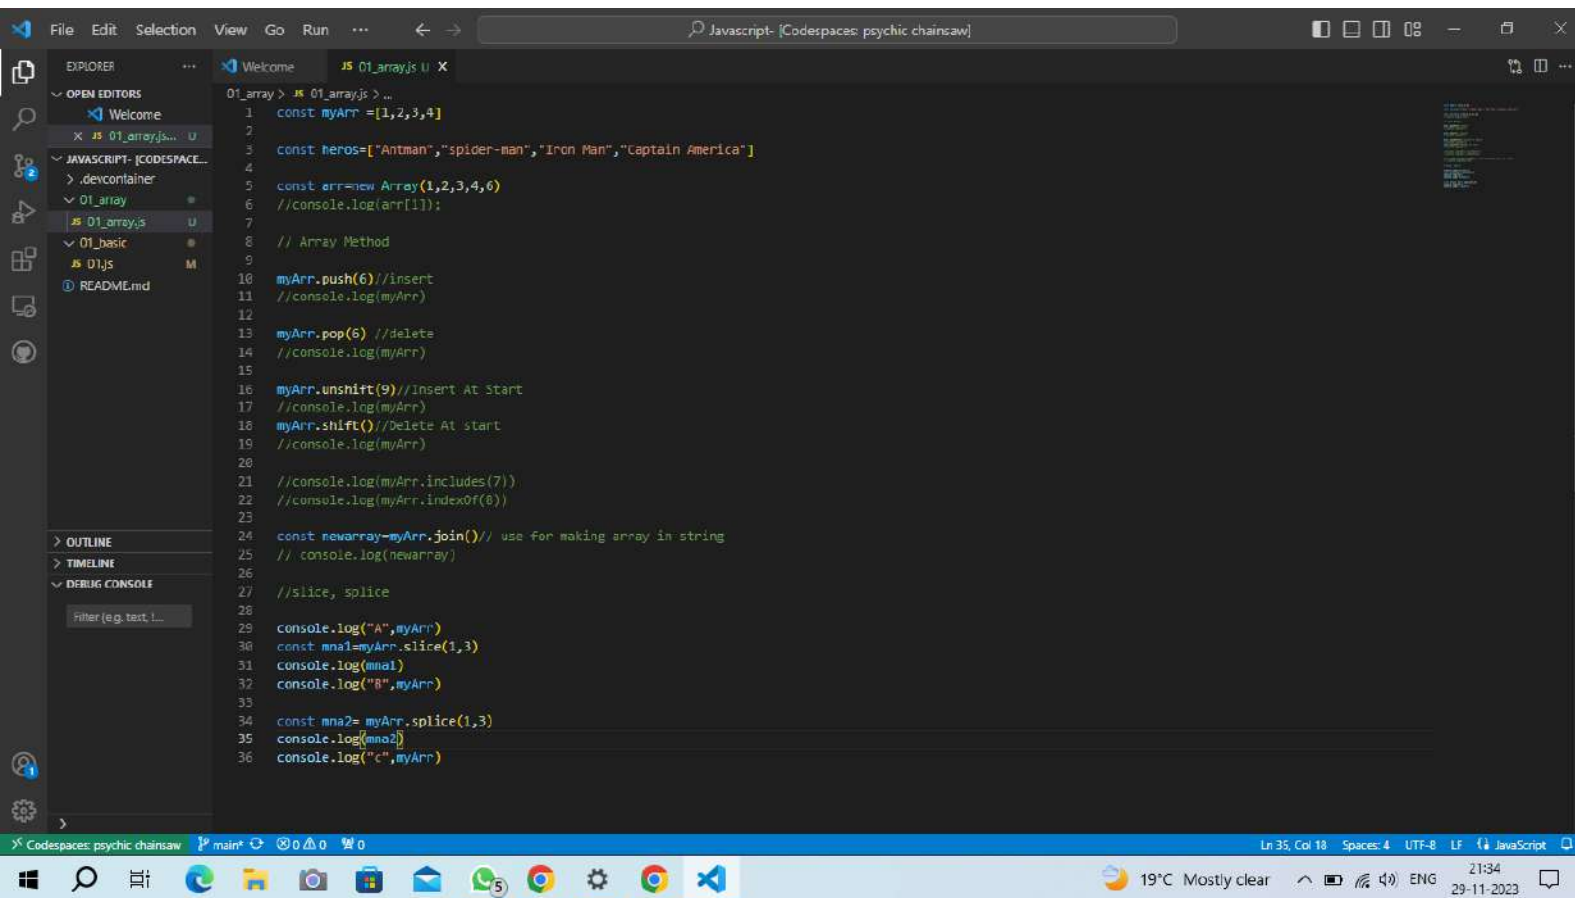 File Edit Selection View Go Run ··· ← → Javascript- [Codespaces: psychic chainsaw]
EXPLORER ···
OPEN EDITORS
Welcome
JS 01_array.js... U
JAVASCRIPT- [CODESPACE...
.devcontainer
01_array
JS 01_array.js U
01_basic
JS 01.js M
README.md
OUTLINE
TIMELINE
DEBUG CONSOLE
Filter (e.g. text, !...
Welcome JS 01_array.js U X
01_array > JS 01_array.js > ...
1 const myArr =[1,2,3,4]
2
3 const heros=["Antman","spider-man","Iron Man","Captain America"]
4
5 const arr=new Array(1,2,3,4,6)
6 //console.log(arr[1]);
7
8 // Array Method
9
10 myArr.push(6)//insert
11 //console.log(myArr)
12
13 myArr.pop(6) //delete
14 //console.log(myArr)
15
16 myArr.unshift(9)//Insert At Start
17 //console.log(myArr)
18 myArr.shift()//Delete At start
19 //console.log(myArr)
20
21 //console.log(myArr.includes(7))
22 //console.log(myArr.indexOf(8))
23
24 const newarray=myArr.join()// use for making array in string
25 // console.log(newarray)
26
27 //slice, splice
28
29 console.log("A",myArr)
30 const mna1=myArr.slice(1,3)
31 console.log(mna1)
32 console.log("B",myArr)
33
34 const mna2= myArr.splice(1,3)
35 console.log(mna2)
36 console.log("c",myArr)
2
1
Codespaces: psychic chainsaw main* 0 0 0 Ln 35, Col 18 Spaces: 4 UTF-8 LF JavaScript
5 19°C Mostly clear ENG 21:34
29-11-2023